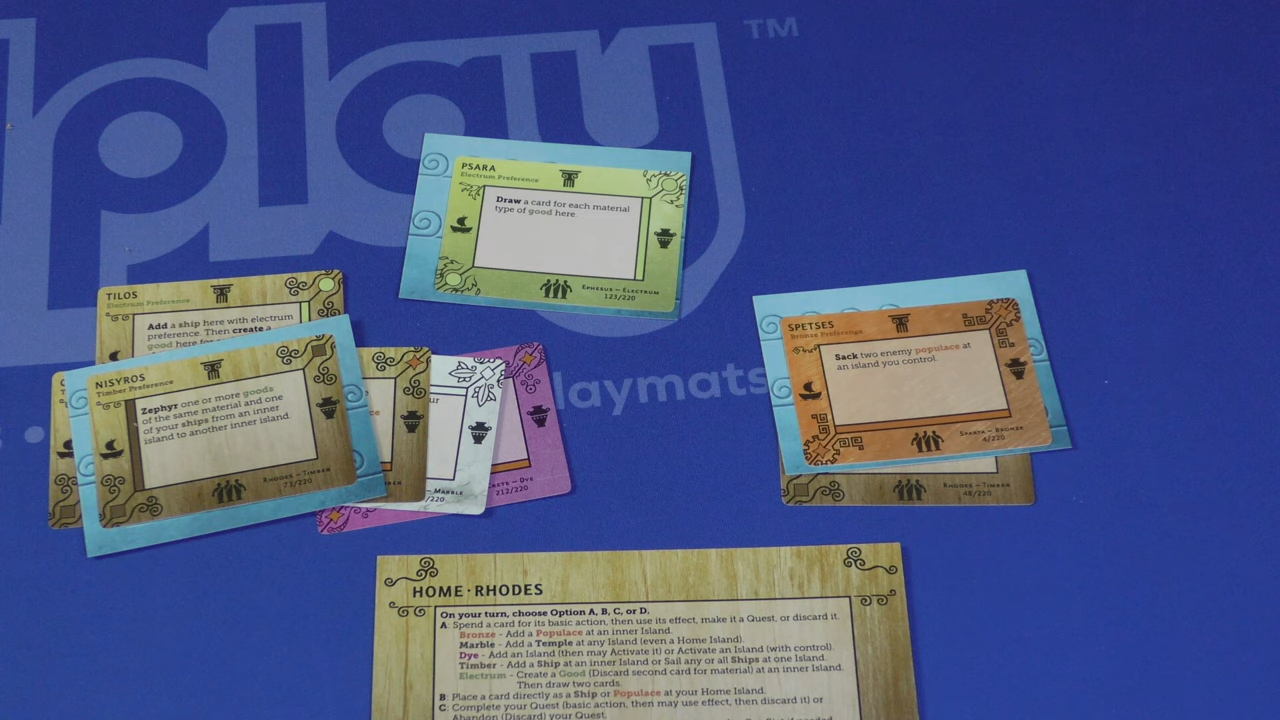 play TM
laymats
PSARA
Electrum Preference
Draw a card for each material
type of good here.
Ephesus – Electrum
123/220
TILOS
Electrum Preference
Add a ship here with electrum
preference. Then create a
good here for
NISYROS
Timber Preference
Zephyr one or more goods
of the same material and one
of your ships from an inner
island to another inner island.
Rhodes – Timber
73/220
– Marble
/220
– Dye
212/220
SPETSES
Bronze Preference
Sack two enemy populace at
an island you control.
Sparta – Bronze
4/220
Rhodes – Timber
48/220
HOME · RHODES
On your turn, choose Option A, B, C, or D.
A: Spend a card for its basic action, then use its effect, make it a Quest, or discard it.
Bronze - Add a Populace at an inner Island.
Marble - Add a Temple at any Island (even a Home Island).
Dye - Add an Island (then may Activate it) or Activate an Island (with control).
Timber - Add a Ship at an inner Island or Sail any or all Ships at one Island.
Electrum - Create a Good (Discard second card for material) at an inner Island.
Then draw two cards.
B: Place a card directly as a Ship or Populace at your Home Island.
C: Complete your Quest (basic action, then may use effect, then discard it) or
Abandon (Discard) your Quest.